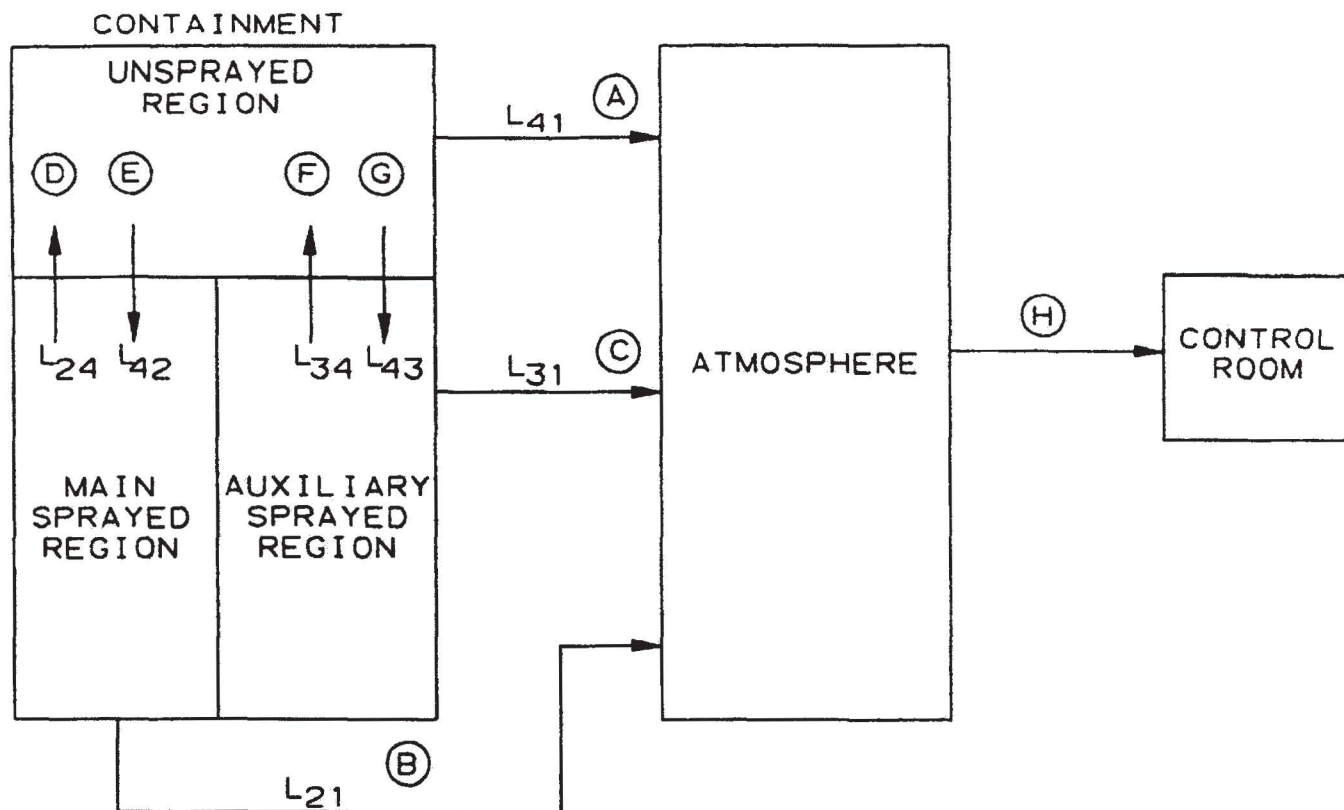 CONTAINMENT
UNSPRAYED
REGION
A
L41
D
E
F
G
H
C
L24
L42
L34
L43
L31
ATMOSPHERE
CONTROL
ROOM
MAIN
SPRAYED
REGION
AUXILIARY
SPRAYED
REGION
B
L21